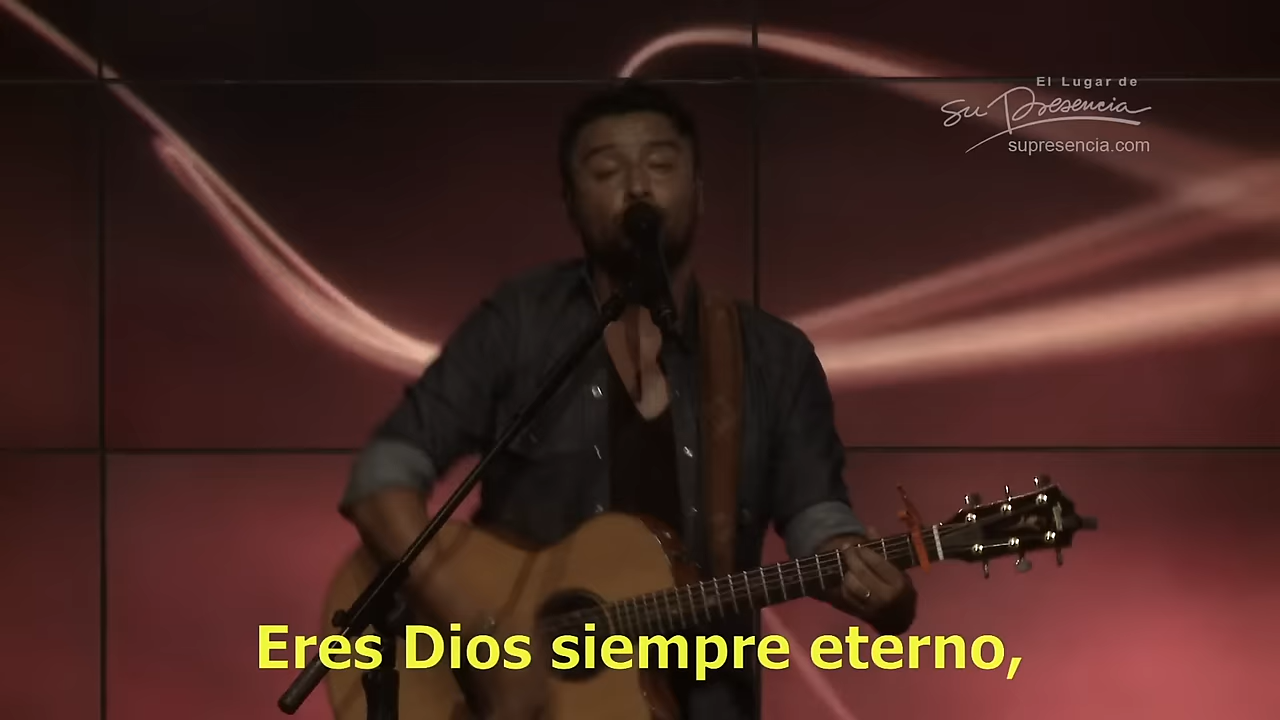 El Lugar de
Su Presencia
supresencia.com
Eres Dios siempre eterno,